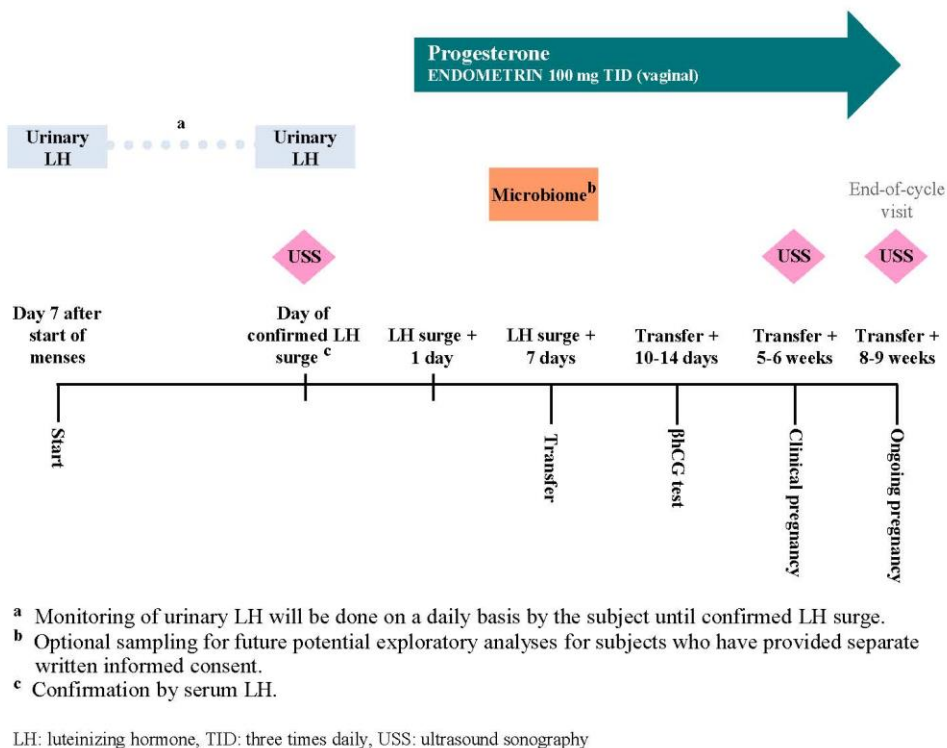 Progesterone
ENDOMETRIN 100 mg TID (vaginal)
a
Urinary
LH
Urinary
LH
Microbiome b
End-of-cycle
visit
USS
USS
USS
Day 7 after
start of
menses
Day of
confirmed LH
surge c
LH surge +
1 day
LH surge +
7 days
Transfer +
10-14 days
Transfer +
5-6 weeks
Transfer +
8-9 weeks
Start
Transfer
βhCG test
Clinical pregnancy
Ongoing pregnancy
a Monitoring of urinary LH will be done on a daily basis by the subject until confirmed LH surge.
b Optional sampling for future potential exploratory analyses for subjects who have provided separate
written informed consent.
c Confirmation by serum LH.
LH: luteinizing hormone, TID: three times daily, USS: ultrasound sonography